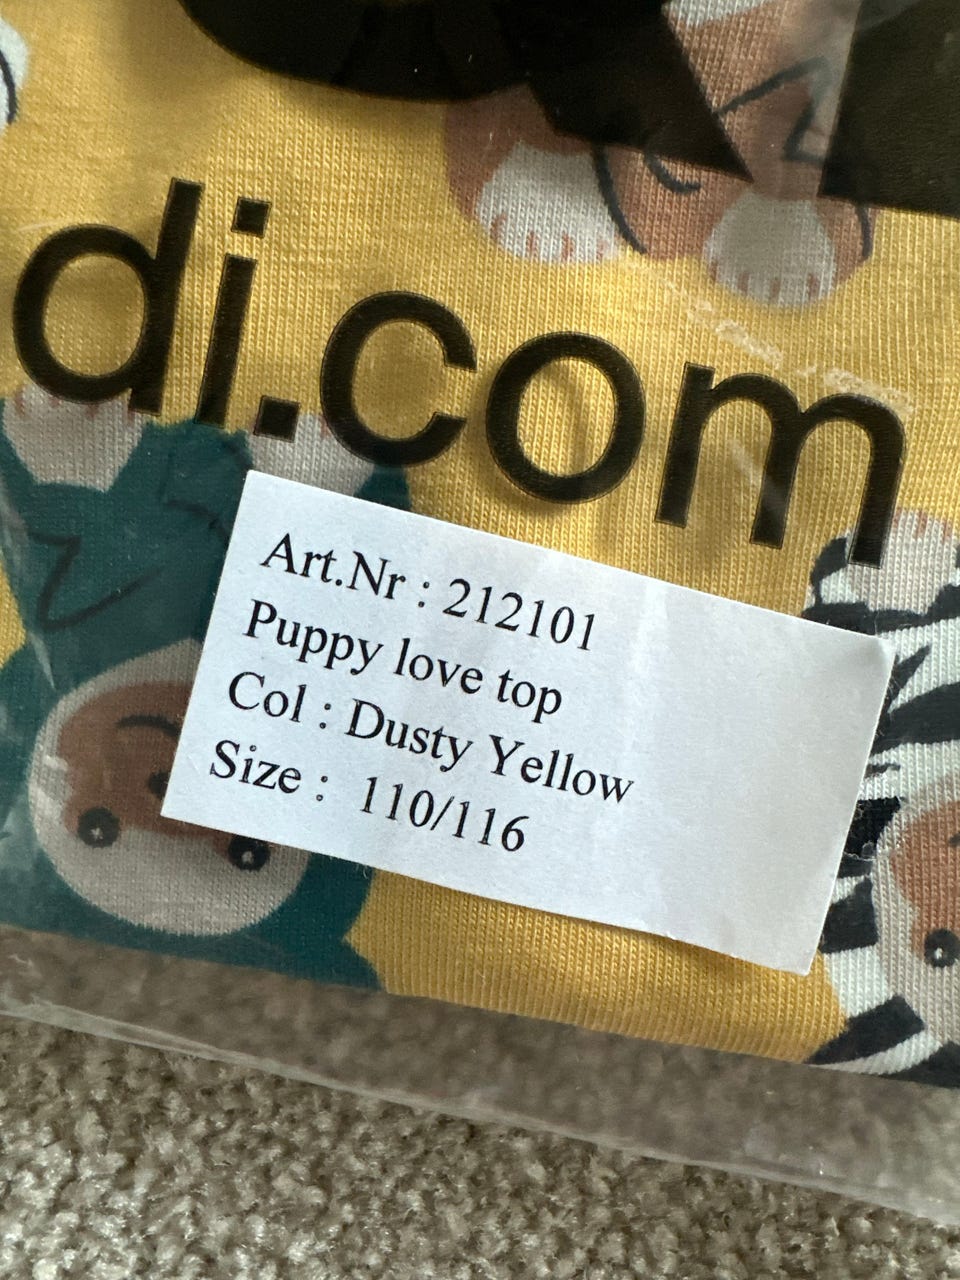 di.com
Art.Nr : 212101
Puppy love top
Col : Dusty Yellow
Size : 110/116